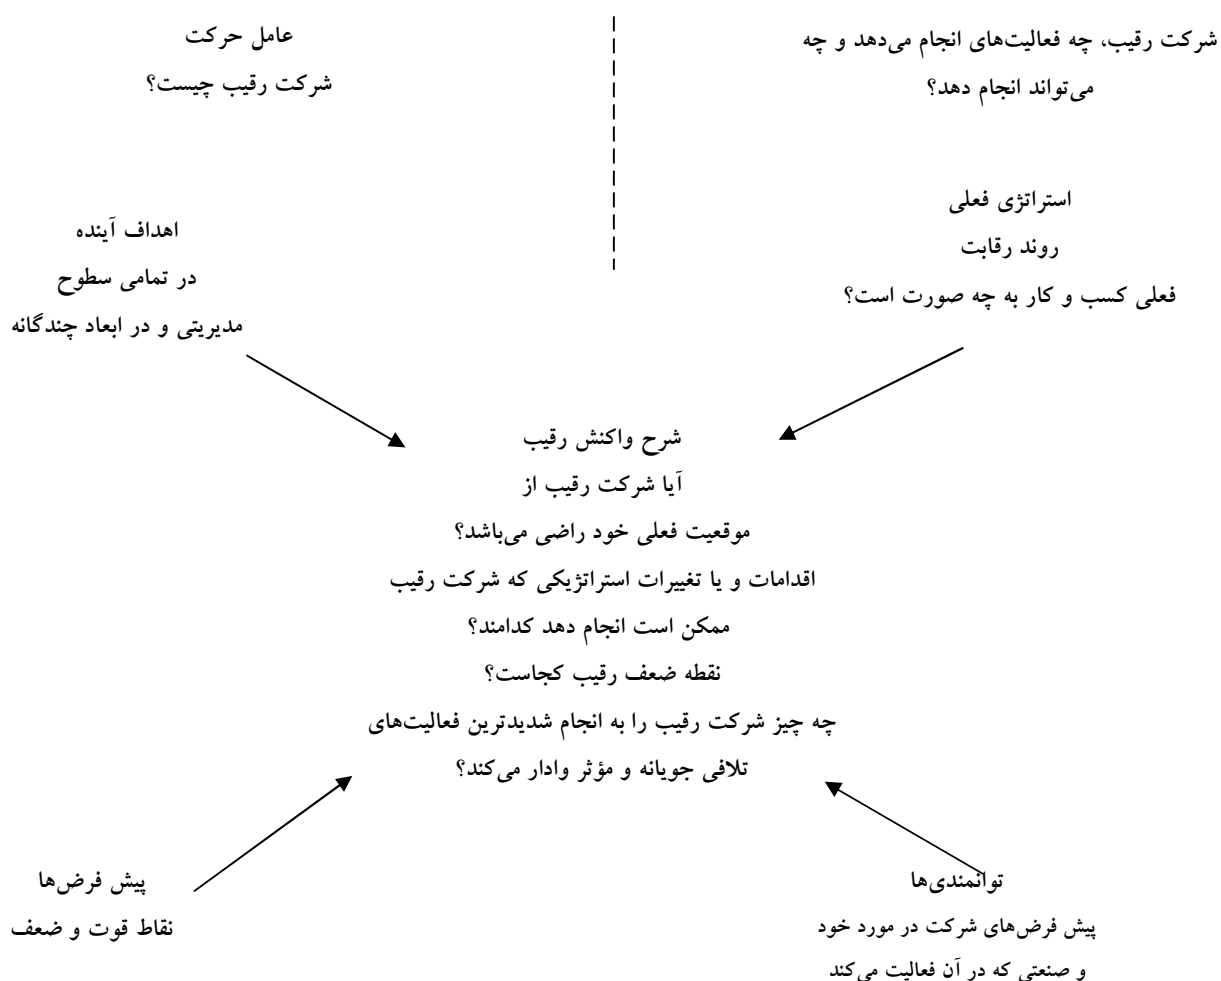 شرکت رقیب، چه فعالیت‌های انجام می‌دهد و چه
می‌تواند انجام دهد؟
عامل حرکت
شرکت رقیب چیست؟
استراتژی فعلی
روند رقابت
فعلی کسب و کار به چه صورت است؟
اهداف آینده
در تمامی سطوح
مدیریتی و در ابعاد چندگانه
شرح واکنش رقیب
آیا شرکت رقیب از
موقعیت فعلی خود راضی می‌باشد؟
اقدامات و یا تغییرات استراتژیکی که شرکت رقیب
ممکن است انجام دهد کدامند؟
نقطه ضعف رقیب کجاست؟
چه چیز شرکت رقیب را به انجام شدیدترین فعالیت‌های
تلافی جویانه و مؤثر وادار می‌کند؟
توانمندی‌ها
پیش فرض‌های شرکت در مورد خود
و صنعتی که در آن فعالیت می‌کند
پیش فرض‌ها
نقاط قوت و ضعف